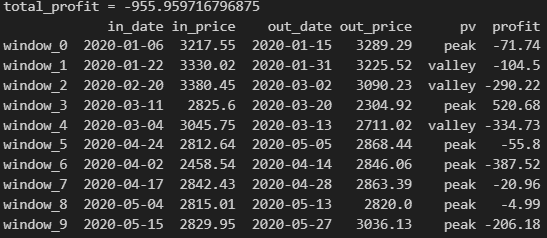 total_profit = -955.959716796875
in_date in_price out_date out_price pv profit
window_0 2020-01-06 3217.55 2020-01-15 3289.29 peak -71.74
window_1 2020-01-22 3330.02 2020-01-31 3225.52 valley -104.5
window_2 2020-02-20 3380.45 2020-03-02 3090.23 valley -290.22
window_3 2020-03-11 2825.6 2020-03-20 2304.92 peak 520.68
window_4 2020-03-04 3045.75 2020-03-13 2711.02 valley -334.73
window_5 2020-04-24 2812.64 2020-05-05 2868.44 peak -55.8
window_6 2020-04-02 2458.54 2020-04-14 2846.06 peak -387.52
window_7 2020-04-17 2842.43 2020-04-28 2863.39 peak -20.96
window_8 2020-05-04 2815.01 2020-05-13 2820.0 peak -4.99
window_9 2020-05-15 2829.95 2020-05-27 3036.13 peak -206.18